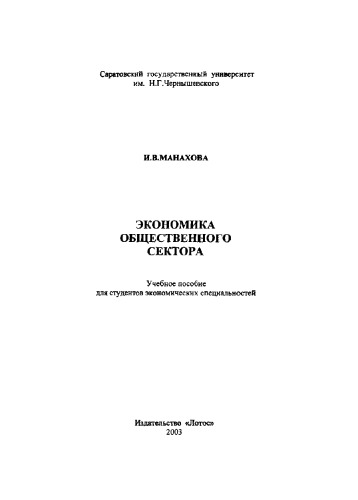 Саратовский государственный университет
им. Н.Г.Чернышевского
И.В.МАНАХОВА
ЭКОНОМИКА
ОБЩЕСТВЕННОГО
СЕКТОРА
Учебное пособие
для студентов экономических специальностей
Издательство «Лотос»
2003